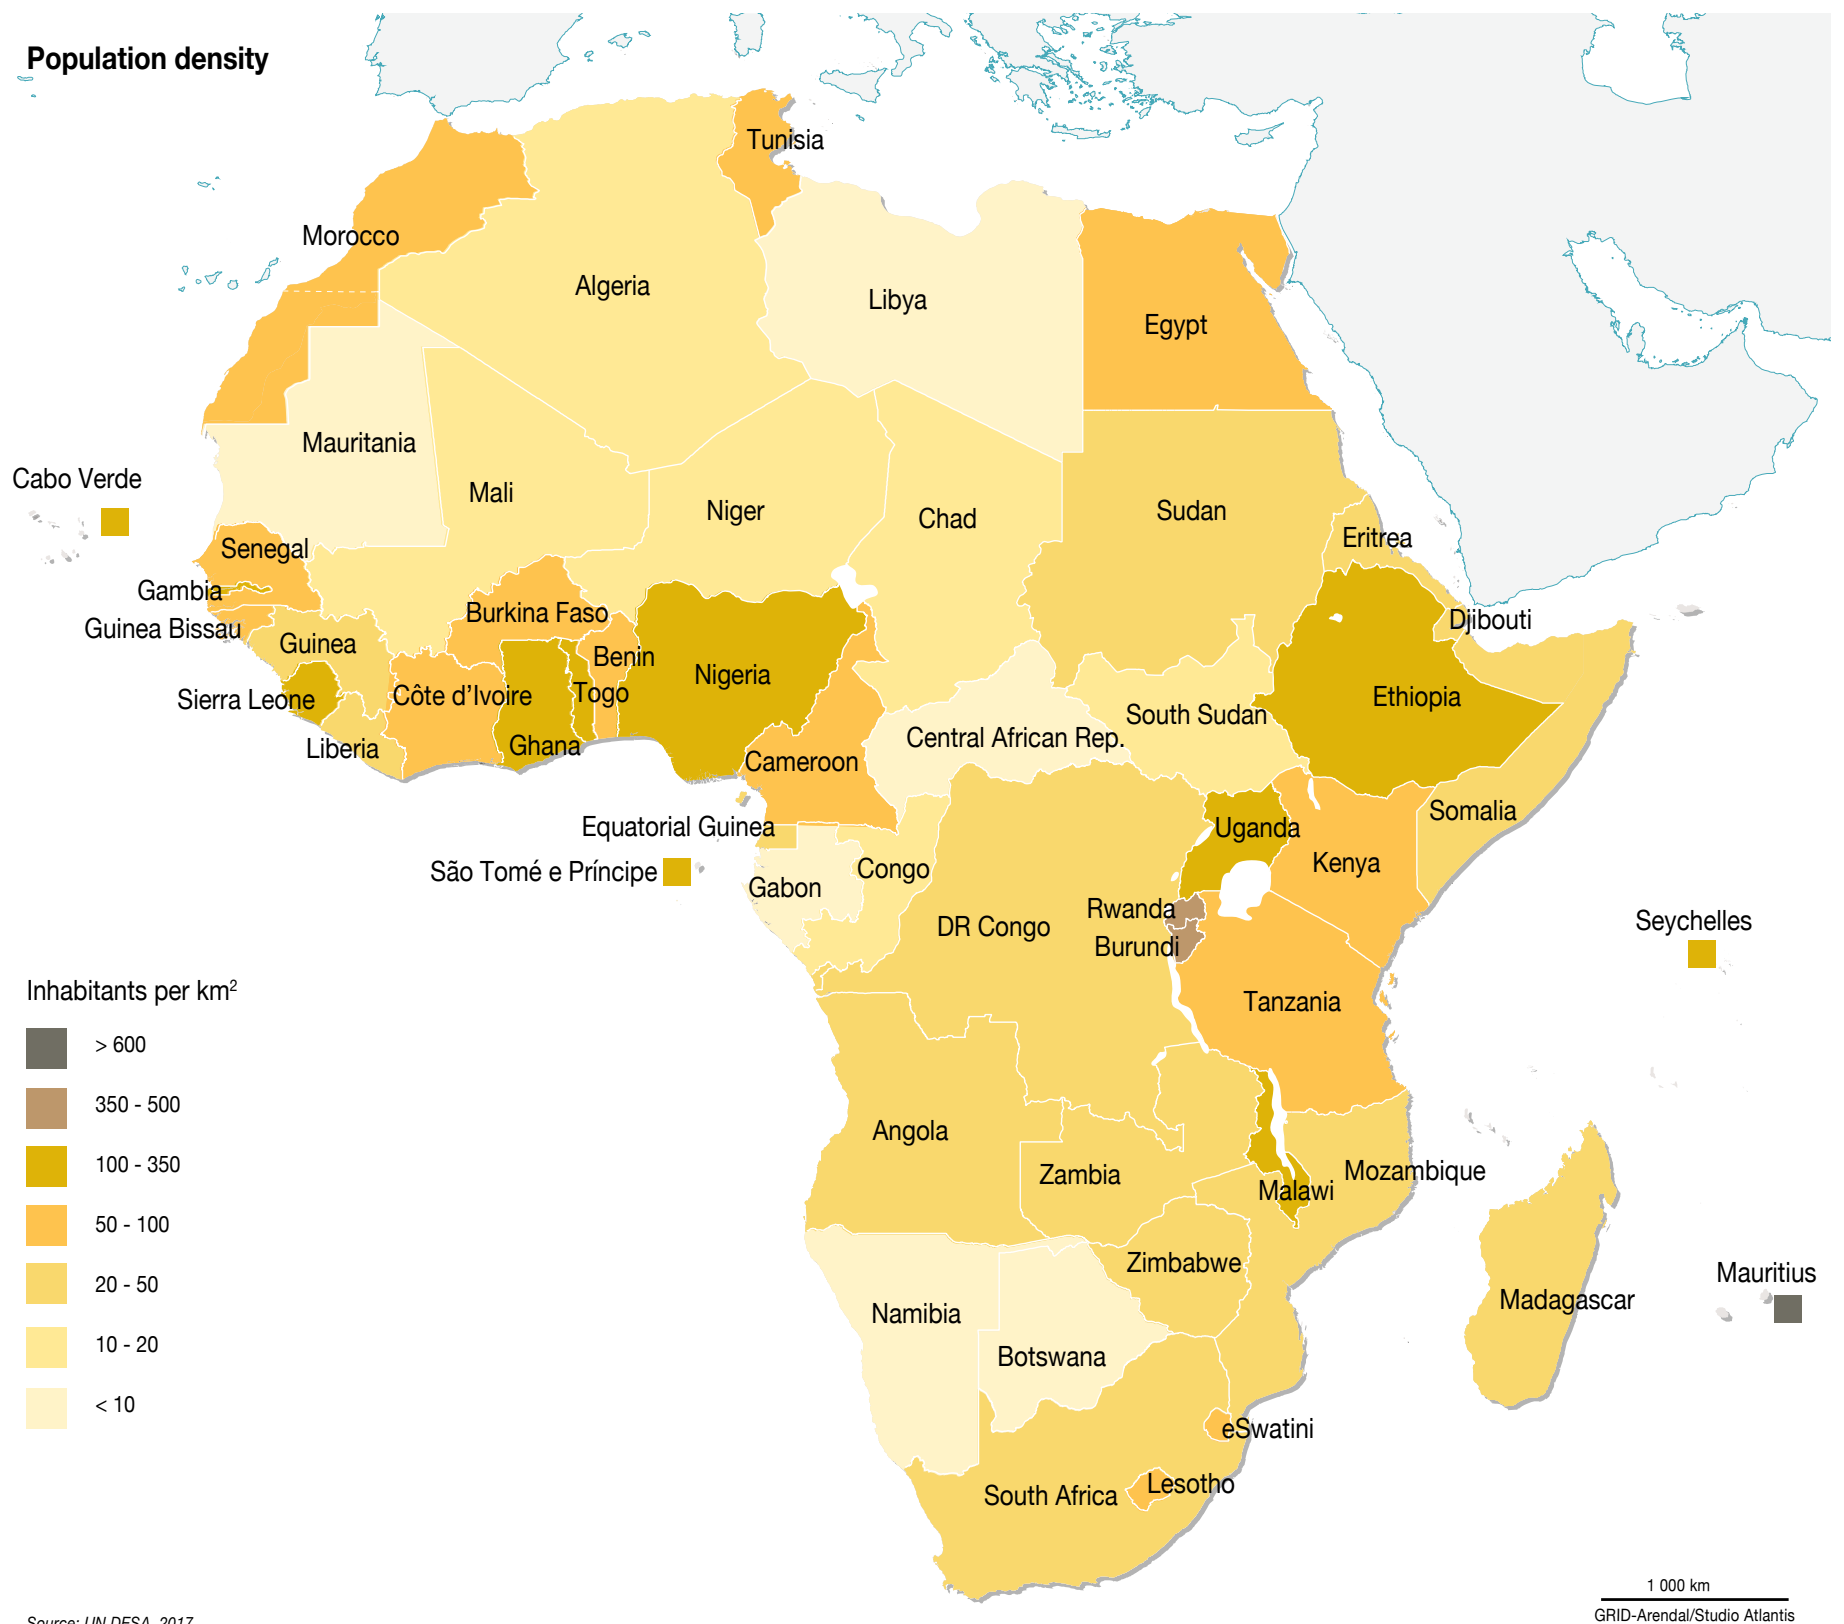 Population density
Tunisia
Morocco
Algeria
Libya
Egypt
Mauritania
Cabo Verde
Mali
Niger
Chad
Sudan
Eritrea
Senegal
Gambia
Burkina Faso
Djibouti
Guinea Bissau
Guinea
Benin
Nigeria
Sierra Leone
Côte d'Ivoire
Togo
Ethiopia
South Sudan
Liberia
Ghana
Central African Rep.
Cameroon
Somalia
Equatorial Guinea
Uganda
São Tomé e Príncipe
Congo
Kenya
Gabon
Rwanda
DR Congo
Seychelles
Burundi
Tanzania
Inhabitants per km²
> 600
350 - 500
100 - 350
50 - 100
20 - 50
10 - 20
< 10
Angola
Zambia
Mozambique
Malawi
Zimbabwe
Mauritius
Madagascar
Namibia
Botswana
eSwatini
Lesotho
South Africa
1 000 km
GRID-Arendal/Studio Atlantis
Source: UN DESA, 2017